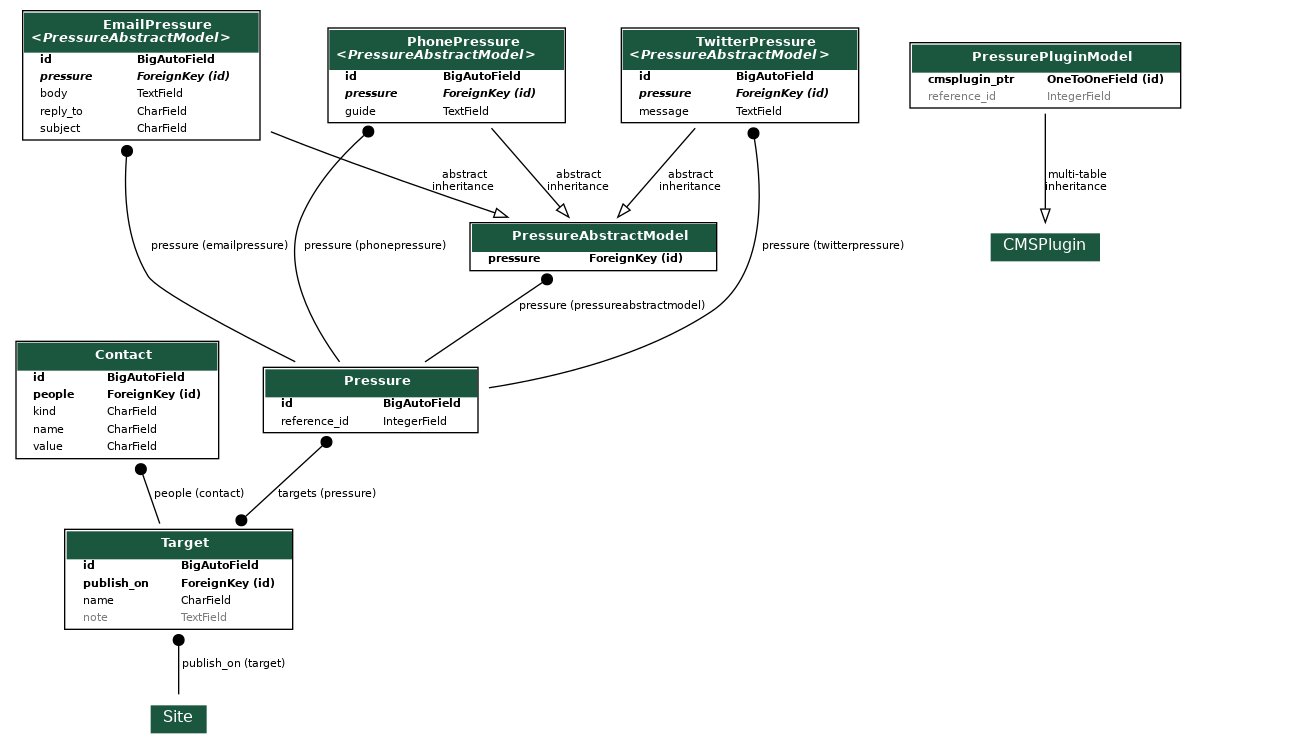 EmailPressure
<PressureAbstractModel>
id BigAutoField
pressure ForeignKey (id)
body TextField
reply_to CharField
subject CharField
PhonePressure
<PressureAbstractModel>
id BigAutoField
pressure ForeignKey (id)
guide TextField
TwitterPressure
<PressureAbstractModel>
id BigAutoField
pressure ForeignKey (id)
message TextField
PressurePluginModel
cmsplugin_ptr OneToOneField (id)
reference_id IntegerField
abstract
inheritance
abstract
inheritance
abstract
inheritance
multi-table
inheritance
pressure (emailpressure)
pressure (phonepressure)
PressureAbstractModel
pressure ForeignKey (id)
pressure (twitterpressure)
CMSPlugin
pressure (pressureabstractmodel)
Contact
id BigAutoField
people ForeignKey (id)
kind CharField
name CharField
value CharField
Pressure
id BigAutoField
reference_id IntegerField
people (contact)
targets (pressure)
Target
id BigAutoField
publish_on ForeignKey (id)
name CharField
note TextField
publish_on (target)
Site